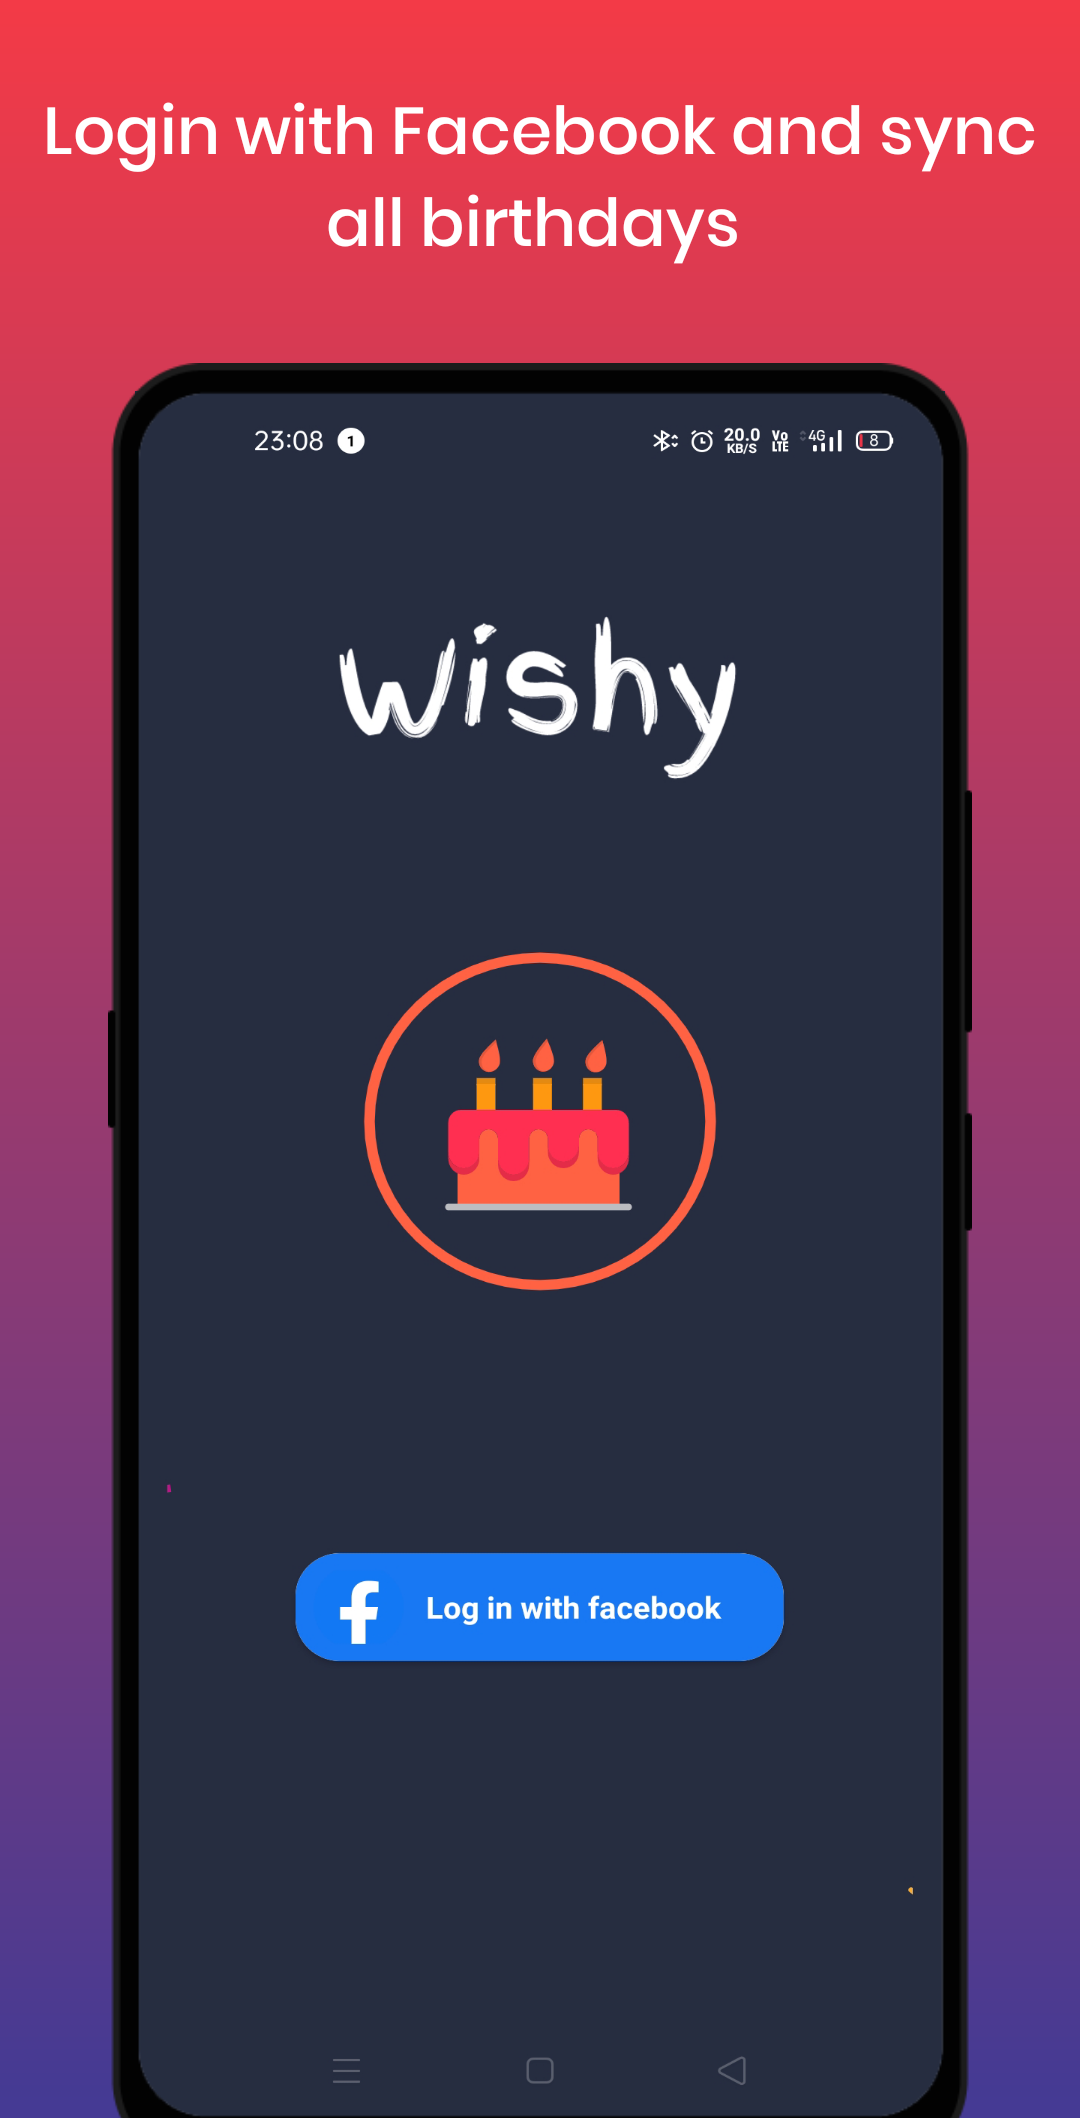 Login with Facebook and sync
all birthdays
23:08 1 20.0 KB/S Vo LTE 4G 8
wishy
f Log in with facebook